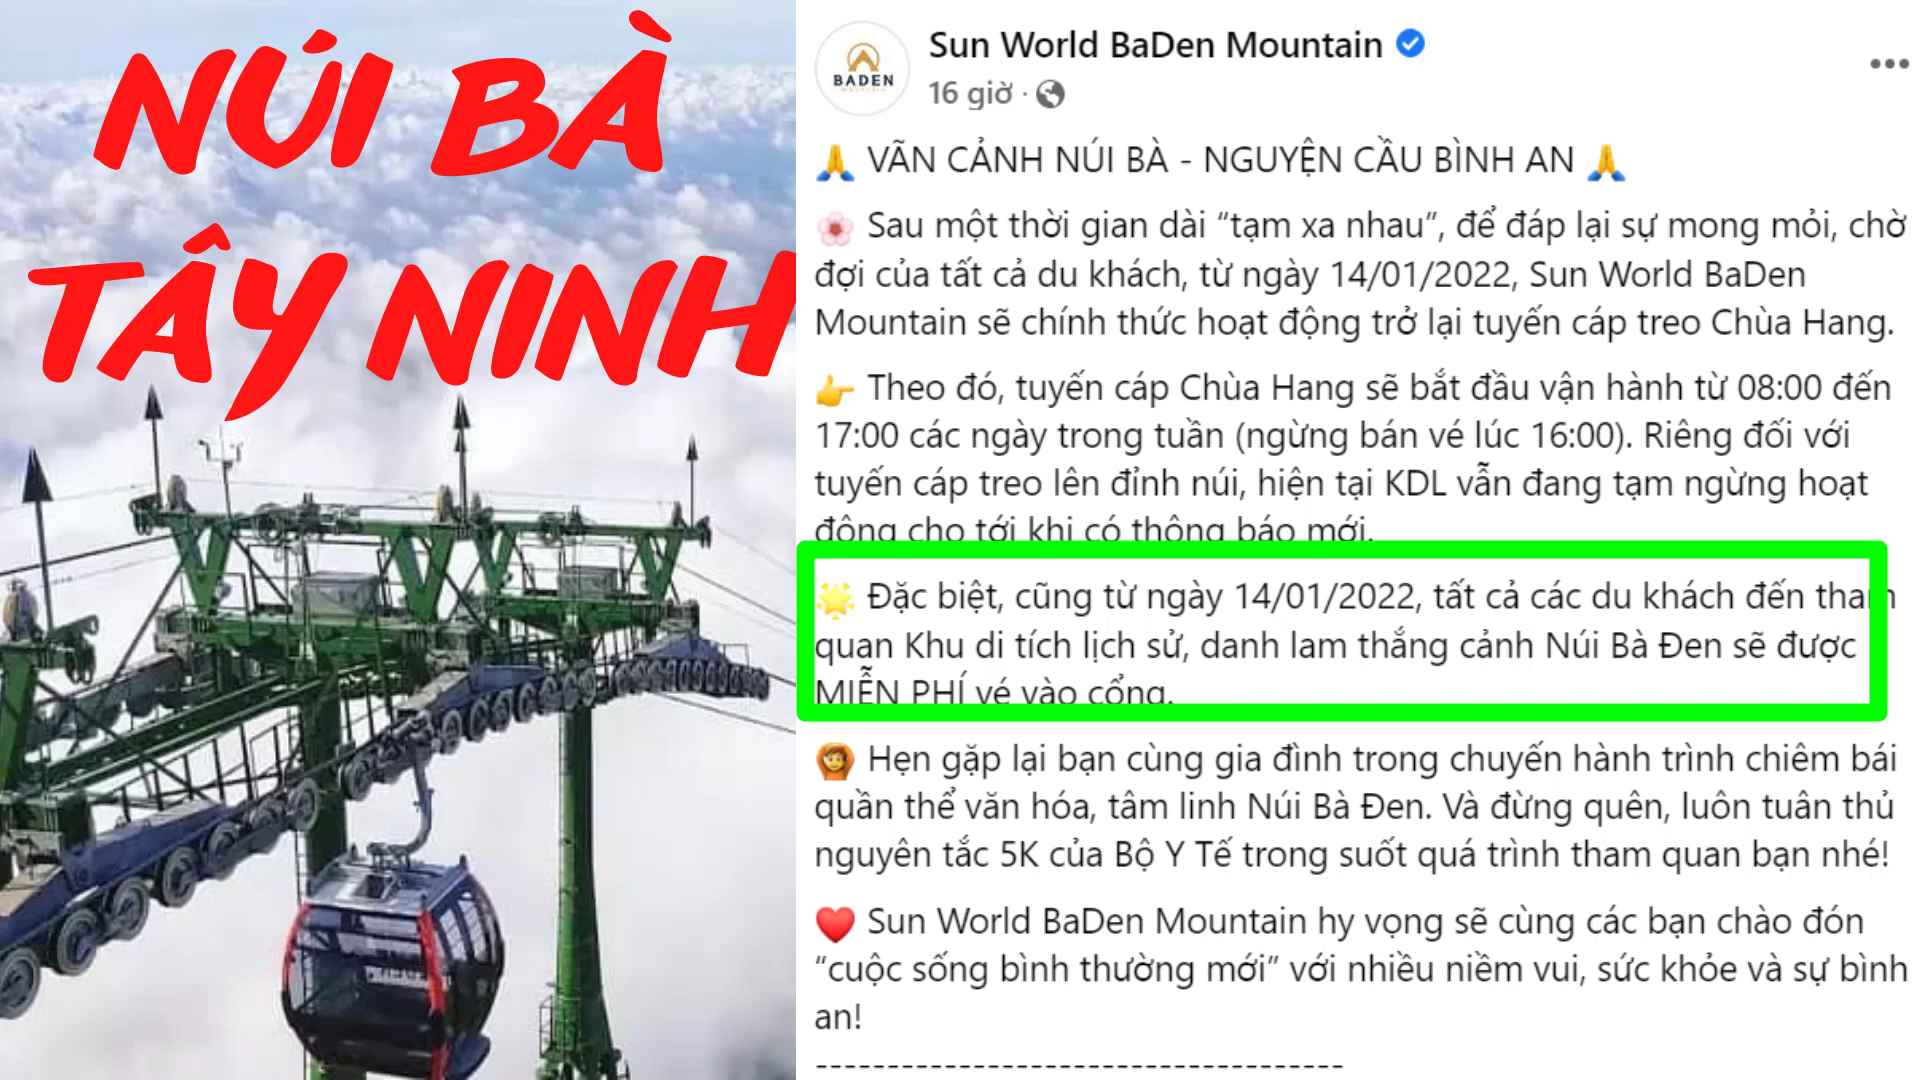 NÚI BÀ
TÂY NINH
BADEN
Mountain
Sun World BaDen Mountain
16 giờ ·
VÃN CẢNH NÚI BÀ - NGUYỆN CẦU BÌNH AN
Sau một thời gian dài “tạm xa nhau”, để đáp lại sự mong mỏi, chờ
đợi của tất cả du khách, từ ngày 14/01/2022, Sun World BaDen
Mountain sẽ chính thức hoạt động trở lại tuyến cáp treo Chùa Hang.
Theo đó, tuyến cáp Chùa Hang sẽ bắt đầu vận hành từ 08:00 đến
17:00 các ngày trong tuần (ngừng bán vé lúc 16:00). Riêng đối với
tuyến cáp treo lên đỉnh núi, hiện tại KDL vẫn đang tạm ngừng hoạt
động cho tới khi có thông báo mới.
Đặc biệt, cũng từ ngày 14/01/2022, tất cả các du khách đến tham
quan Khu di tích lịch sử, danh lam thắng cảnh Núi Bà Đen sẽ được
MIỄN PHÍ vé vào cổng.
Hẹn gặp lại bạn cùng gia đình trong chuyến hành trình chiêm bái
quần thể văn hóa, tâm linh Núi Bà Đen. Và đừng quên, luôn tuân thủ
nguyên tắc 5K của Bộ Y Tế trong suốt quá trình tham quan bạn nhé!
Sun World BaDen Mountain hy vọng sẽ cùng các bạn chào đón
“cuộc sống bình thường mới” với nhiều niềm vui, sức khỏe và sự bình
an!
-------------------------------------